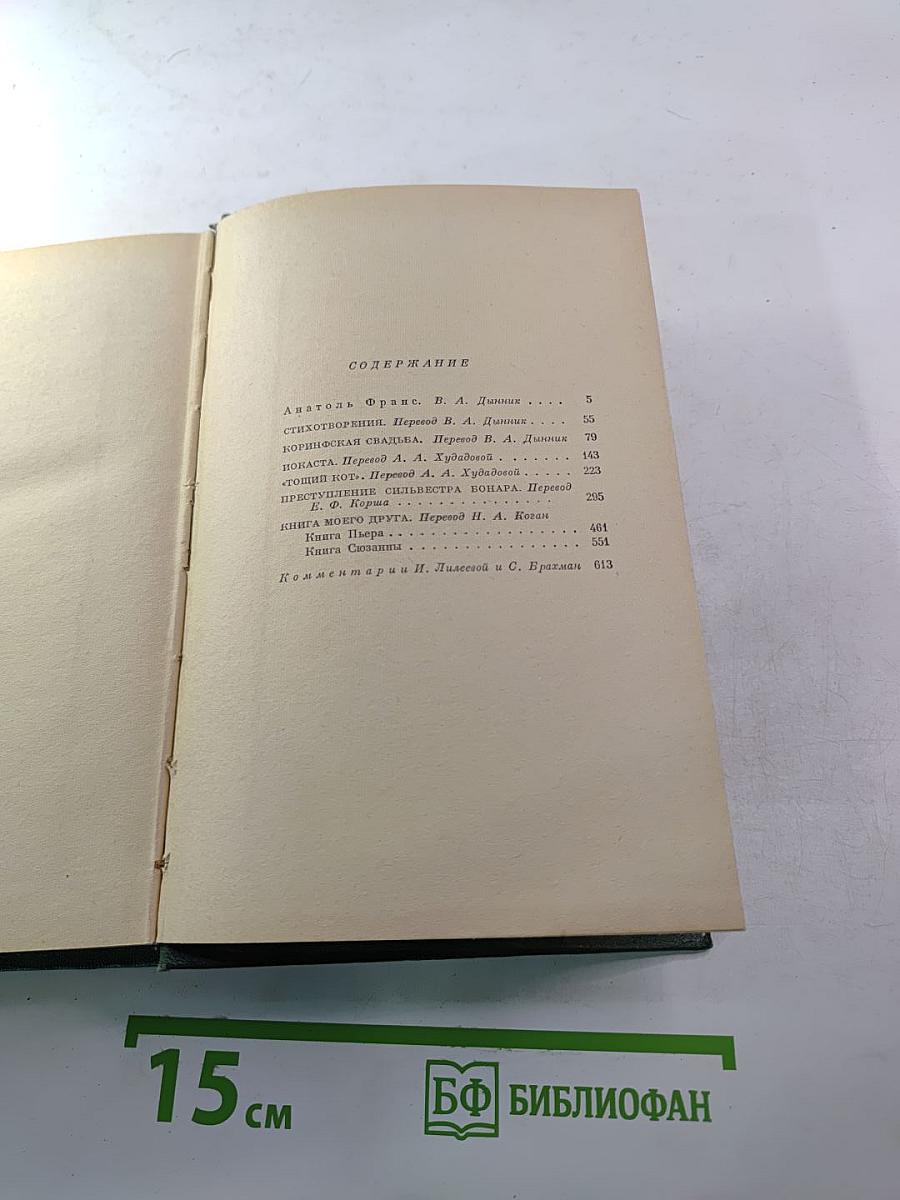 СОДЕРЖАНИЕ
Анатоль Франс. В. А. Дынник . . . . 5
СТИХОТВОРЕНИЯ. Перевод В. А. Дынник . . . . 55
КОРИНФСКАЯ СВАДЬБА. Перевод В. А. Дынник 79
ИОКАСТА. Перевод А. А. Худадовой . . . . . . . 143
«ТОЩИЙ КОТ». Перевод А. А. Худадовой . . . . . 223
ПРЕСТУПЛЕНИЕ СИЛЬВЕСТРА БОНАРА. Перевод
Е. Ф. Корша . . . . . . . . . . . . . . 295
КНИГА МОЕГО ДРУГА. Перевод Н. А. Коган
Книга Пьера . . . . . . . . . . . . . . . . . 461
Книга Сюзанны . . . . . . . . . . . . . . . 551
Комментарии И. Лилеевой и С. Брахман 613
15 см
БФ БИБЛИОФАН